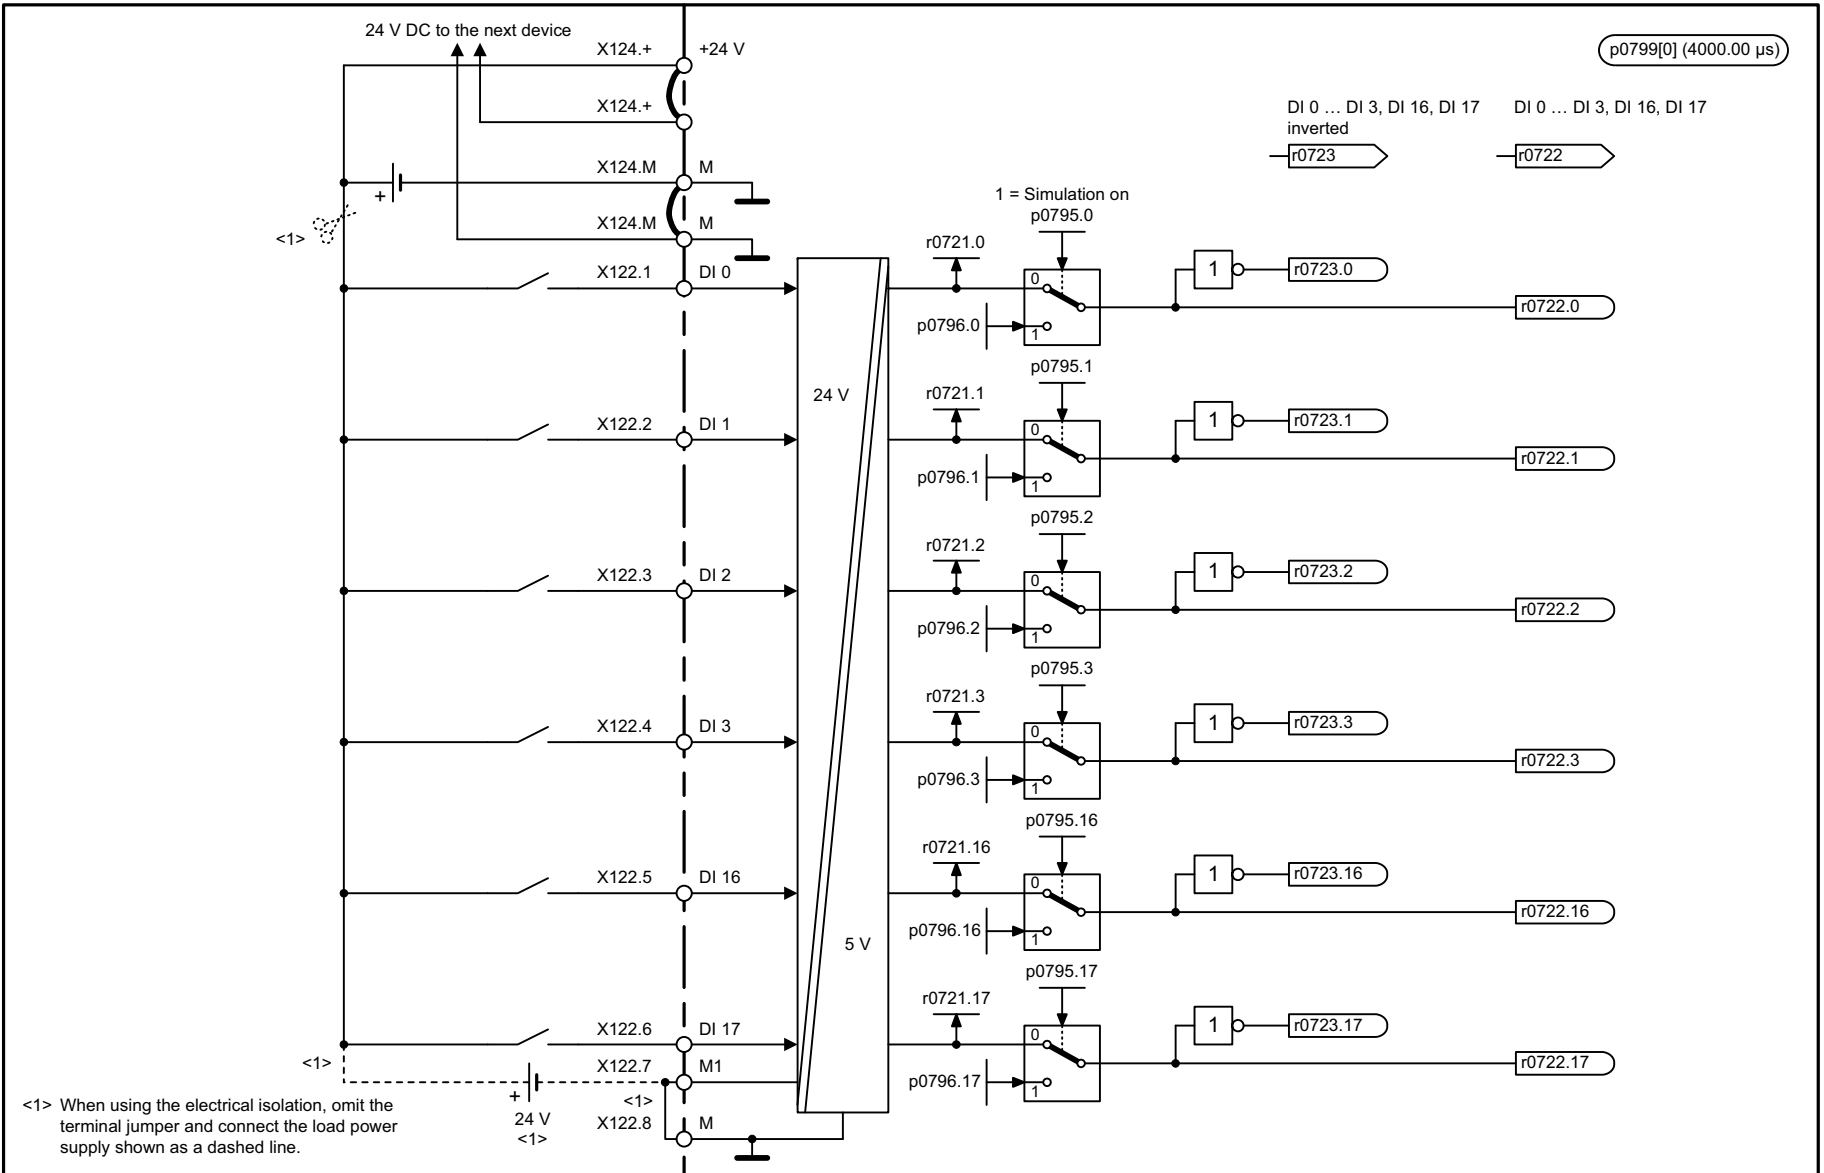 24 V DC to the next device
X124.+
+24 V
p0799[0] (4000.00 µs)
X124.+
DI 0 … DI 3, DI 16, DI 17
inverted
DI 0 … DI 3, DI 16, DI 17
r0723
r0722
X124.M
M
+
1 = Simulation on
<1>
X124.M
M
p0795.0
r0721.0
X122.1
DI 0
0
1
r0723.0
r0722.0
p0796.0
1
p0795.1
24 V
r0721.1
X122.2
DI 1
0
1
r0723.1
r0722.1
p0796.1
1
p0795.2
r0721.2
X122.3
DI 2
0
1
r0723.2
r0722.2
p0796.2
1
p0795.3
r0721.3
X122.4
DI 3
0
1
r0723.3
r0722.3
p0796.3
1
p0795.16
r0721.16
X122.5
DI 16
0
1
r0723.16
r0722.16
p0796.16
1
5 V
p0795.17
r0721.17
X122.6
DI 17
0
1
r0723.17
r0722.17
<1>
X122.7
M1
p0796.17
1
+
24 V
<1>
<1>
X122.8
M
<1> When using the electrical isolation, omit the
terminal jumper and connect the load power
supply shown as a dashed line.